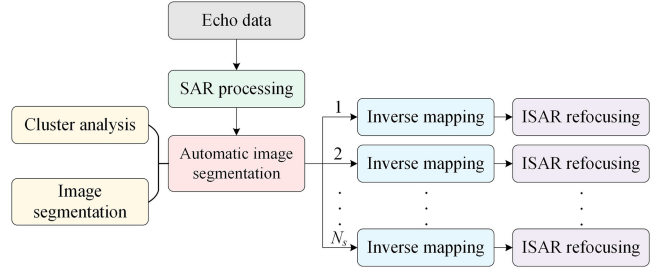 Echo data
SAR processing
Cluster analysis
Image
segmentation
Automatic image
segmentation
1
Inverse mapping
ISAR refocusing
2
Inverse mapping
ISAR refocusing
Nₛ
Inverse mapping
ISAR refocusing